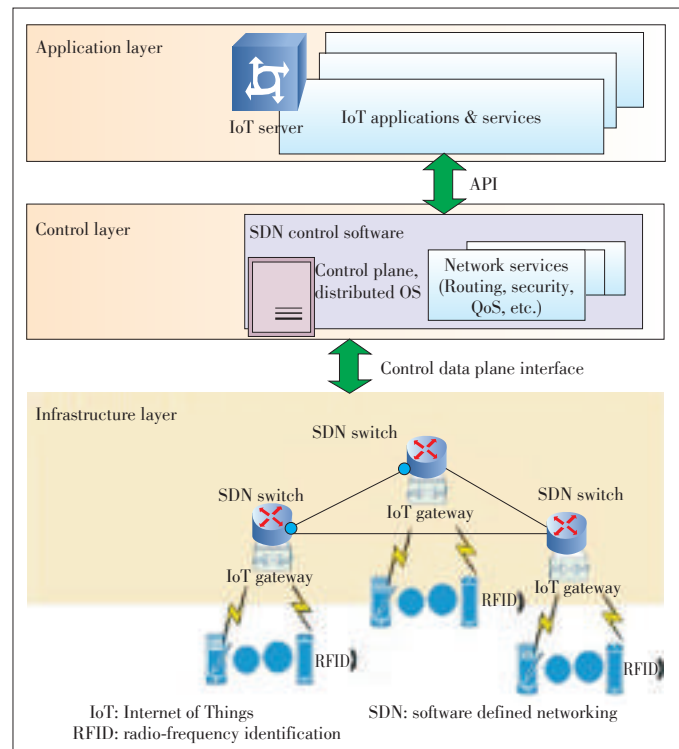 Application layer
IoT server
IoT applications & services
API
Control layer
SDN control software
Control plane,
distributed OS
Network services
(Routing, security,
QoS, etc.)
Control data plane interface
Infrastructure layer
SDN switch
IoT gateway
RFID
SDN switch
IoT gateway
RFID
SDN switch
IoT gateway
RFID
IoT: Internet of Things
SDN: software defined networking
RFID: radio-frequency identification